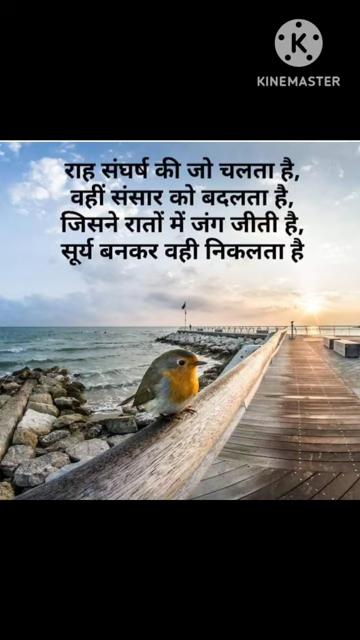 K
KINEMASTER
राह संघर्ष की जो चलता है,
वहीं संसार को बदलता है,
जिसने रातों में जंग जीती है,
सूर्य बनकर वही निकलता है